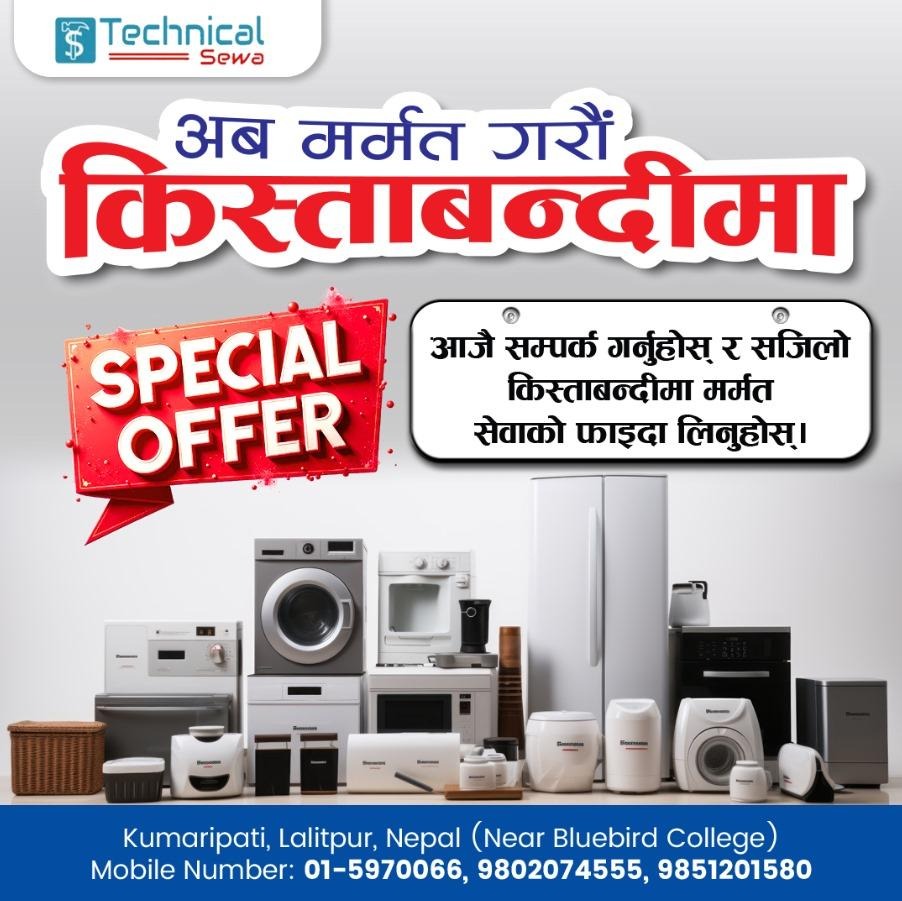 Technical
Sewa
अब मर्मत गरौं
किस्ताबन्दीमा
SPECIAL
OFFER
आजै सम्पर्क गर्नुहोस् र सजिलो
किस्ताबन्दीमा मर्मत
सेवाको फाइदा लिनुहोस्।
Kumaripati, Lalitpur, Nepal (Near Bluebird College)
Mobile Number: 01-5970066, 9802074555, 9851201580